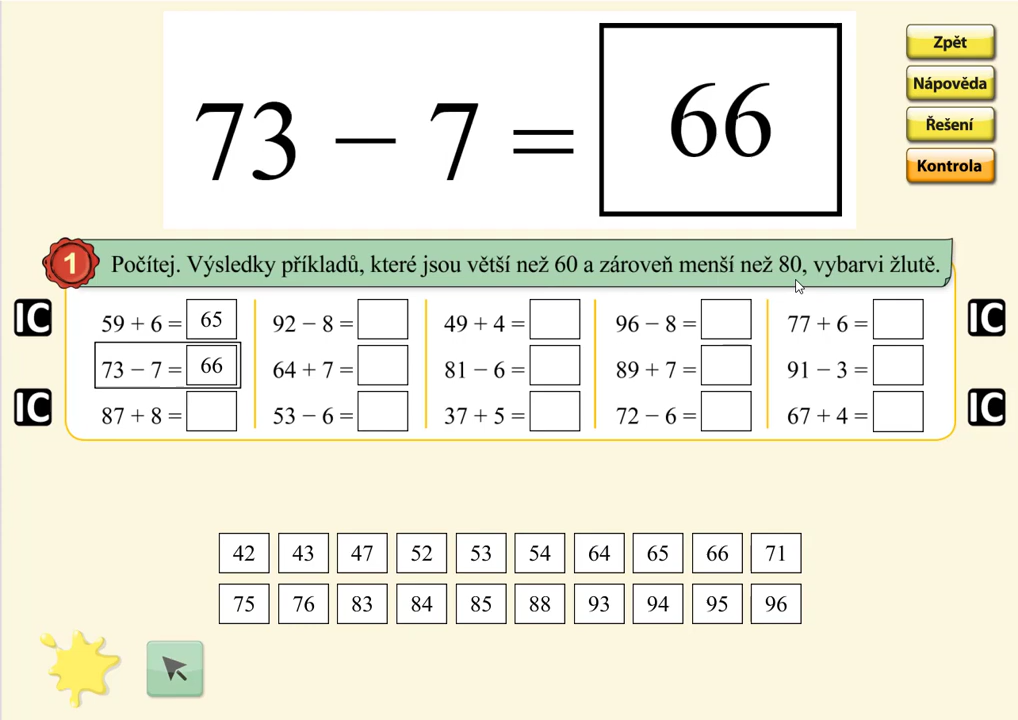 73 − 7 = 66
Zpět
Nápověda
Řešení
Kontrola
1 Počítej. Výsledky příkladů, které jsou větší než 60 a zároveň menší než 80, vybarvi žlutě.
IC 59 + 6 = 65 92 − 8 = 49 + 4 = 96 − 8 = 77 + 6 = IC
73 − 7 = 66 64 + 7 = 81 − 6 = 89 + 7 = 91 − 3 =
IC 87 + 8 = 53 − 6 = 37 + 5 = 72 − 6 = 67 + 4 = IC
42 43 47 52 53 54 64 65 66 71
75 76 83 84 85 88 93 94 95 96